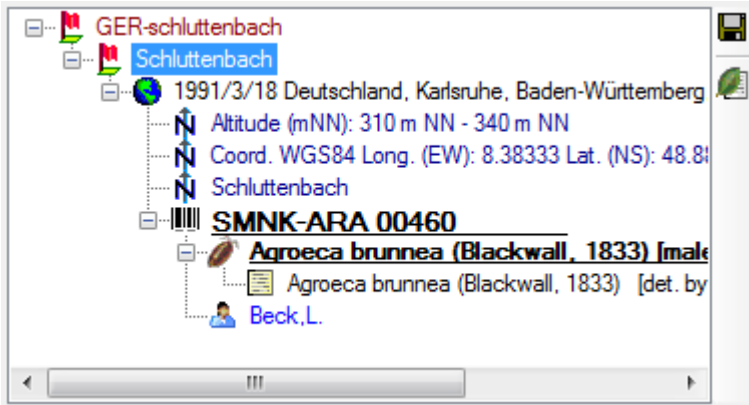 GER-schluttenbach
Schluttenbach
1991/3/18 Deutschland, Karlsruhe, Baden-Württemberg
Altitude (mNN): 310 m NN - 340 m NN
Coord. WGS84 Long. (EW): 8.38333 Lat. (NS): 48.8
Schluttenbach
SMNK-ARA 00460
Agroeca brunnea (Blackwall, 1833) [male
Agroeca brunnea (Blackwall, 1833) [det. by
Beck,L.